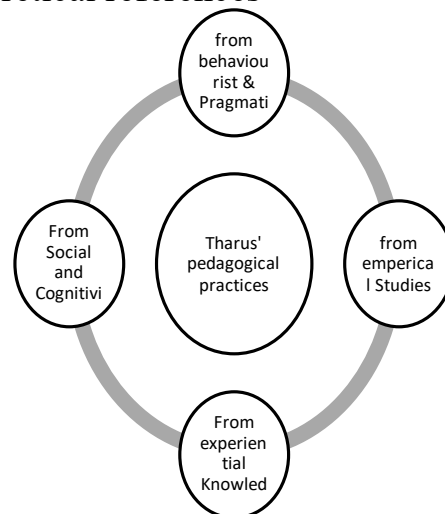 from
behaviou
rist &
Pragmati
From
Social
and
Cognitivi
Tharus'
pedagogical
practices
from
emperica
l Studies
From
experien
tial
Knowled